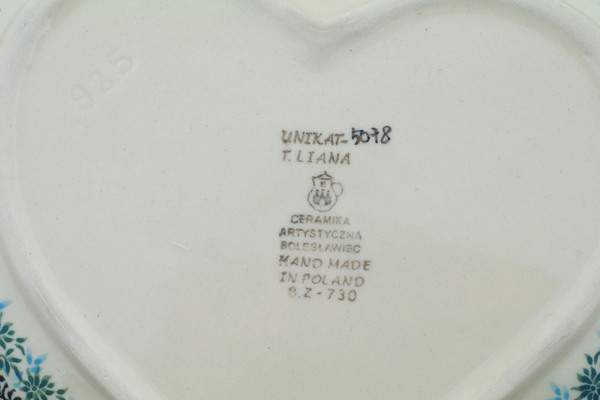 925
UNIKAT-5078
T. LIANA
CERAMIKA
ARTYSTYCZNA
BOLESŁAWIEC
HAND MADE
IN POLAND
B.Z-730